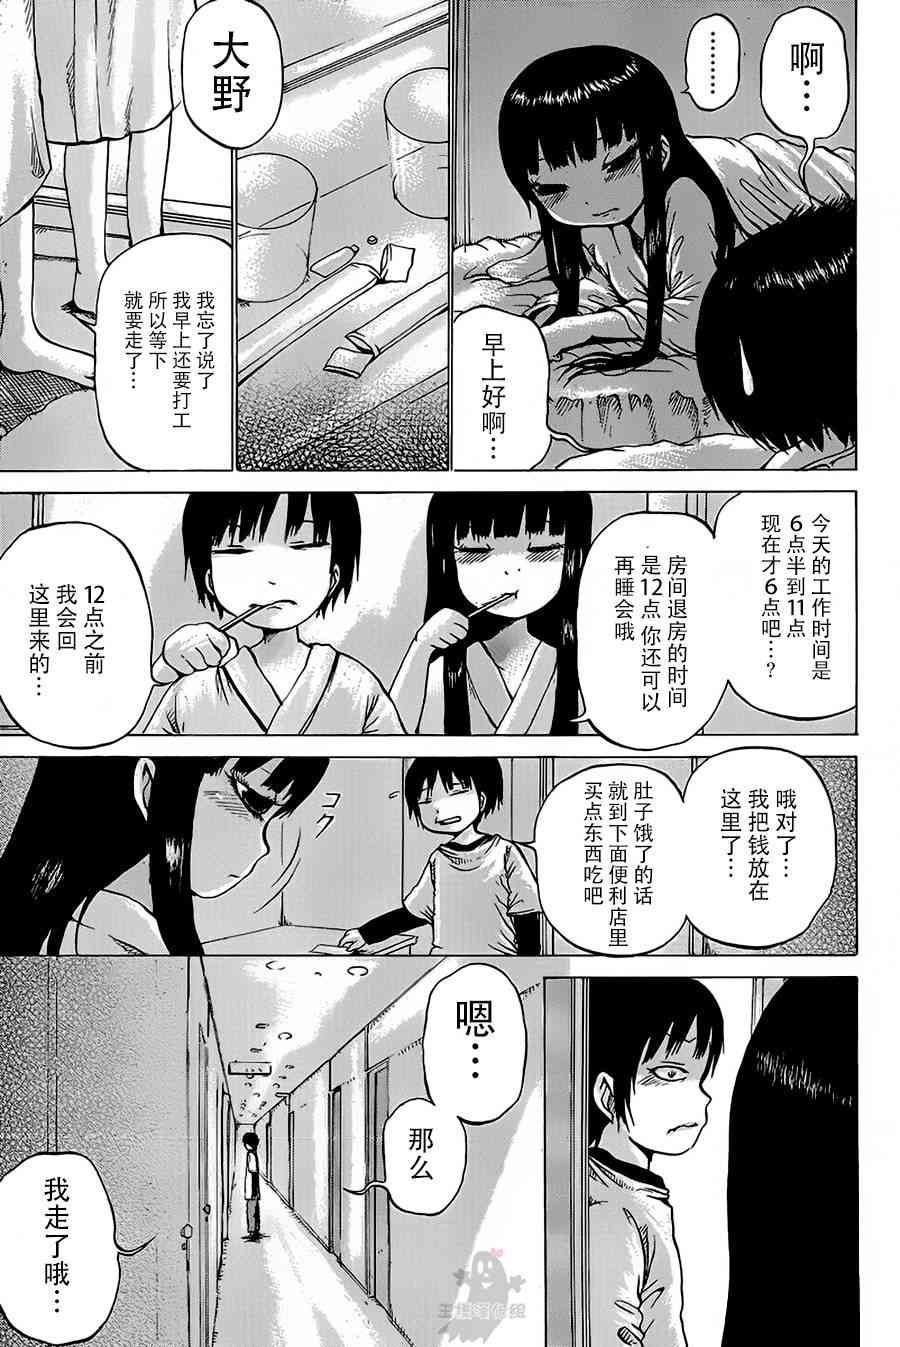 啊…
………
早上好啊…
大野
我忘了说了
我早上还要打工
所以等下
就要走了…
今天的工作时间是
6点半到11点
现在才6点吧…?
房间退房的时间
是12点 你还可以
再睡会哦
12点之前
我会回
这里来的…
哦对了…
我把钱放在
这里了…
肚子饿了的话
就到下面便利店里
买点东西吃吧
コク
嗯…
那么
我走了哦…